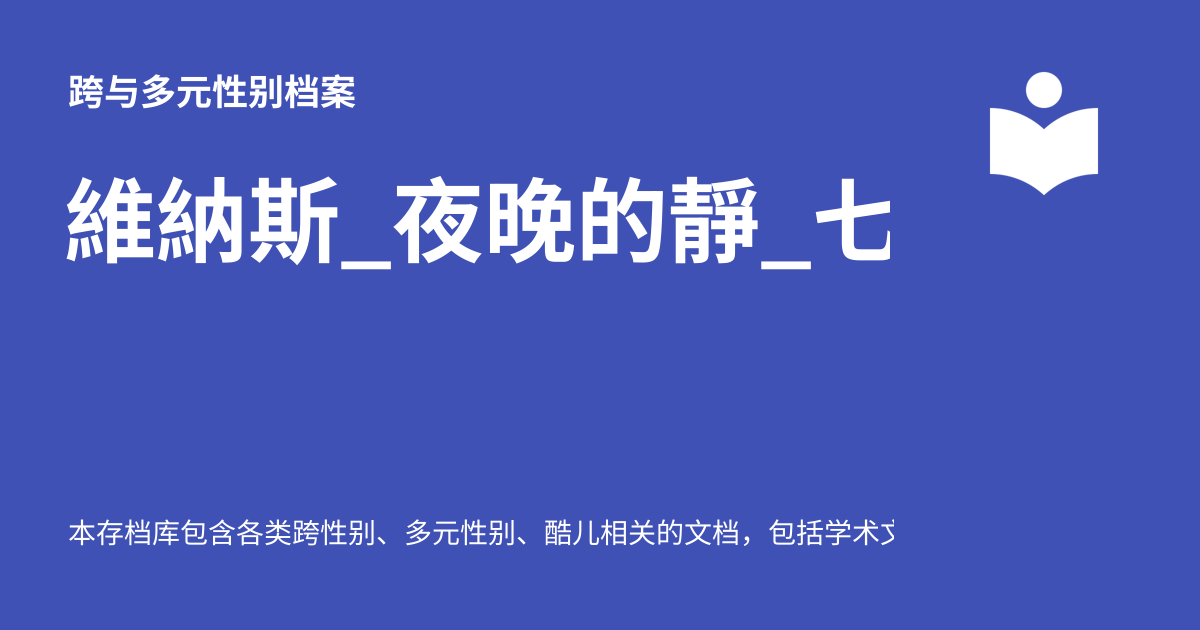 跨与多元性别档案
維納斯_夜晚的靜_七
本存档库包含各类跨性别、多元性别、酷儿相关的文档，包括学术文